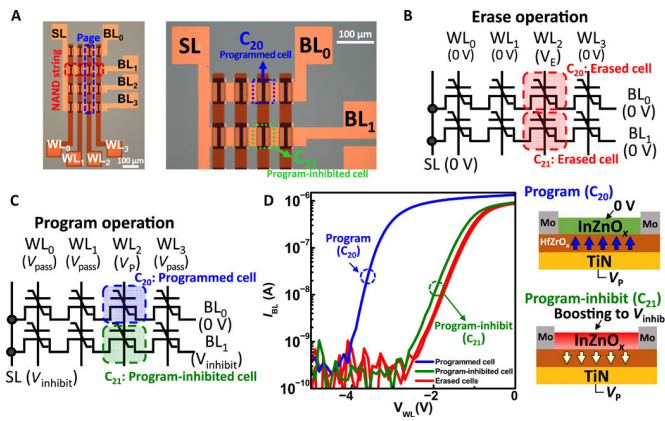 A
SL
Page
BL0
BL1
BL2
BL3
NAND string
WL0
WL1
WL2
WL3
100 μm
C20
Programmed cell
100 μm
SL
BL0
BL1
C21
Program-inhibited cell
B
Erase operation
WL0 WL1 WL2 WL3
(0 V) (0 V) (VE) (0 V)
C20: Erased cell
BL0
(0 V)
BL1
(0 V)
SL (0 V)
C21: Erased cell
C
Program operation
WL0 WL1 WL2 WL3
(Vpass) (Vpass) (VP) (Vpass)
C20: Programmed cell
BL0
(0 V)
BL1
(Vinhibit)
SL (Vinhibit)
C21: Program-inhibited cell
D
10-6
10-7
10-8
10-9
10-10
IBL (A)
Program
(C20)
Program-inhibit
(C21)
Programmed cell
Program-inhibited cell
Erased cells
-4 -2 0
VWL(V)
Program (C20)
0 V
Mo InZnOx Mo
HfZrOx
TiN
VP
Program-inhibit (C21)
Boosting to Vinhib
Mo InZnOx Mo
TiN
VP